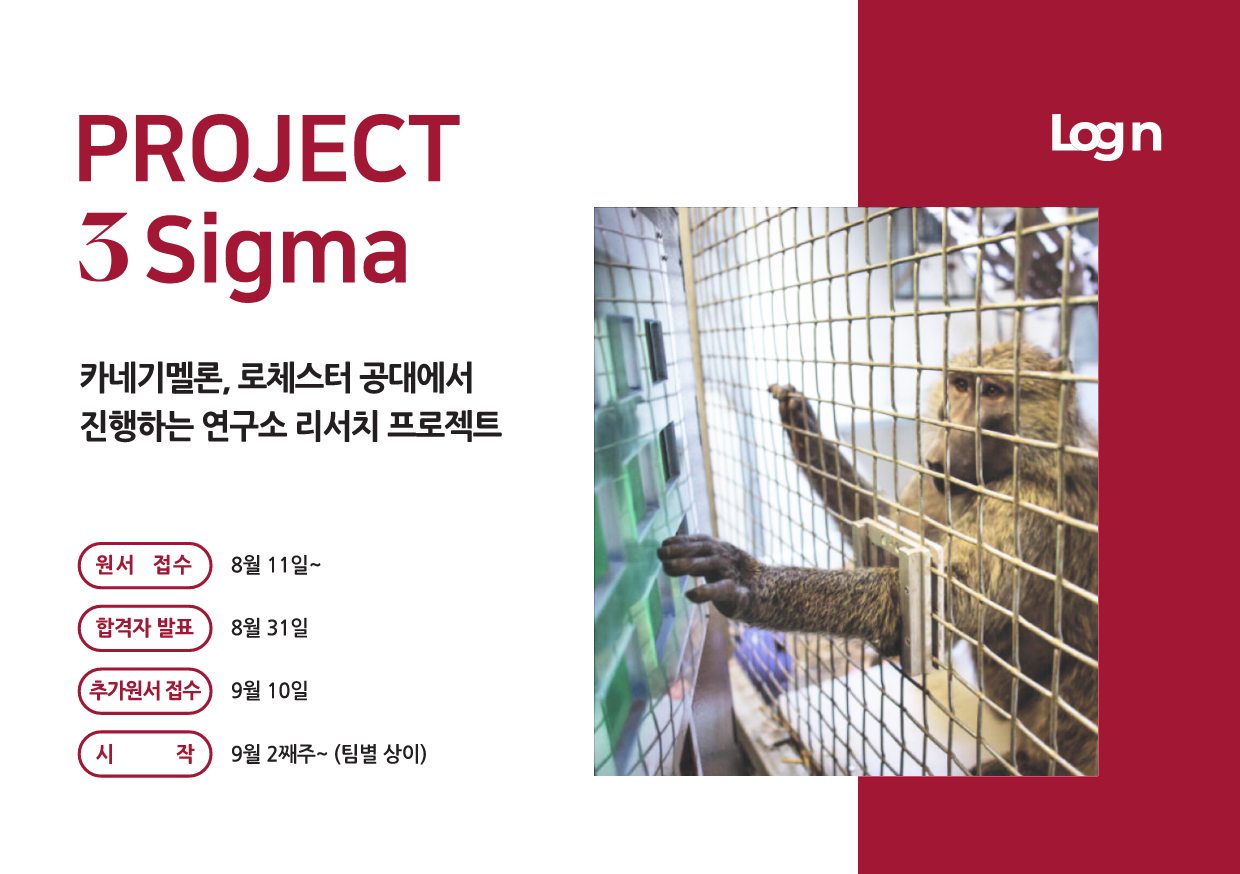 PROJECT
3 Sigma
Log n
카네기멜론, 로체스터 공대에서
진행하는 연구소 리서치 프로젝트
원서 접수 8월 11일~
합격자 발표 8월 31일
추가원서 접수 9월 10일
시 작 9월 2째주~ (팀별 상이)